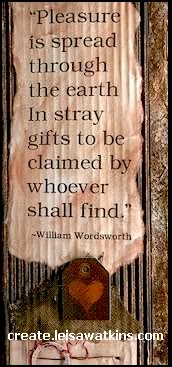 “Pleasure
is spread
through
the earth
In stray
gifts to be
claimed by
whoever
shall find.”
~William Wordsworth
create.leisawatkins.com